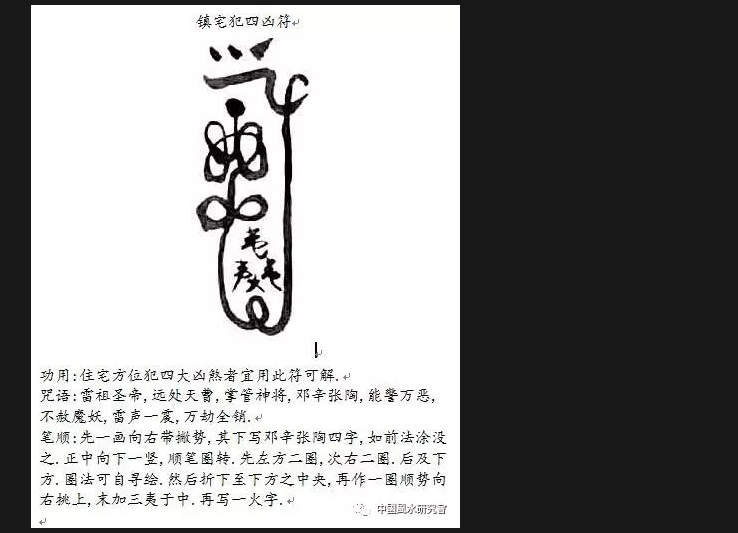 镇宅犯四凶符
功用:住宅方位犯四大凶煞者宜用此符可解.
咒语:雷祖圣帝,远处天曹,掌管神将,邓辛张陶,能警万恶,
不赦魔妖,雷声一震,万劫全销.
笔顺:先一画向右带撇势,其下写邓辛张陶四字,如前法涂没
之.正中向下一竖,顺笔圈转.先左方二圈,次右二圈.后及下
方.圈法可自寻绘.然后折下至下方之中央,再作一圈顺势向
右挑上,末加三夷于中.再写一火字.
中國風水研究官